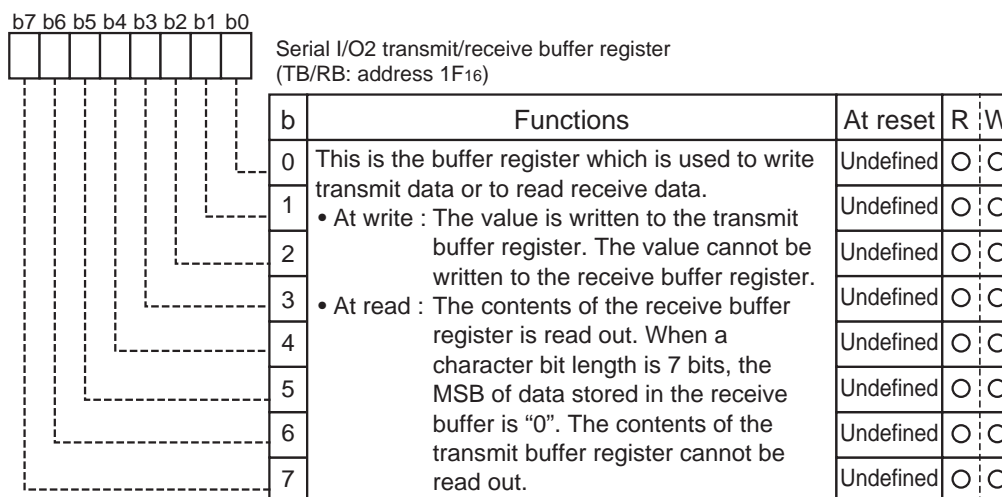 b7 b6 b5 b4 b3 b2 b1 b0
Serial I/O2 transmit/receive buffer register
(TB/RB: address 1F16)
b Functions At reset R W
0 This is the buffer register which is used to write Undefined O O
transmit data or to read receive data.
1 • At write : The value is written to the transmit Undefined O O
buffer register. The value cannot be
2 written to the receive buffer register. Undefined O O
3 • At read : The contents of the receive buffer Undefined O O
register is read out. When a
4 character bit length is 7 bits, the Undefined O O
5 MSB of data stored in the receive Undefined O O
buffer is “0”. The contents of the
6 transmit buffer register cannot be Undefined O O
7 read out. Undefined O O